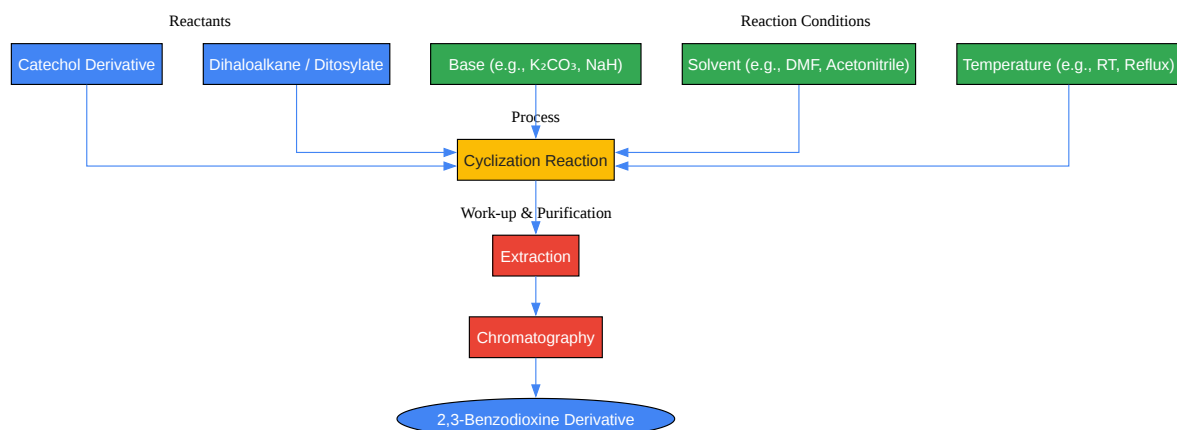 Reactants
Reaction Conditions
Catechol Derivative
Dihaloalkane / Ditosylate
Base (e.g., K₂CO₃, NaH)
Solvent (e.g., DMF, Acetonitrile)
Temperature (e.g., RT, Reflux)
Process
Cyclization Reaction
Work-up & Purification
Extraction
Chromatography
2,3-Benzodioxine Derivative